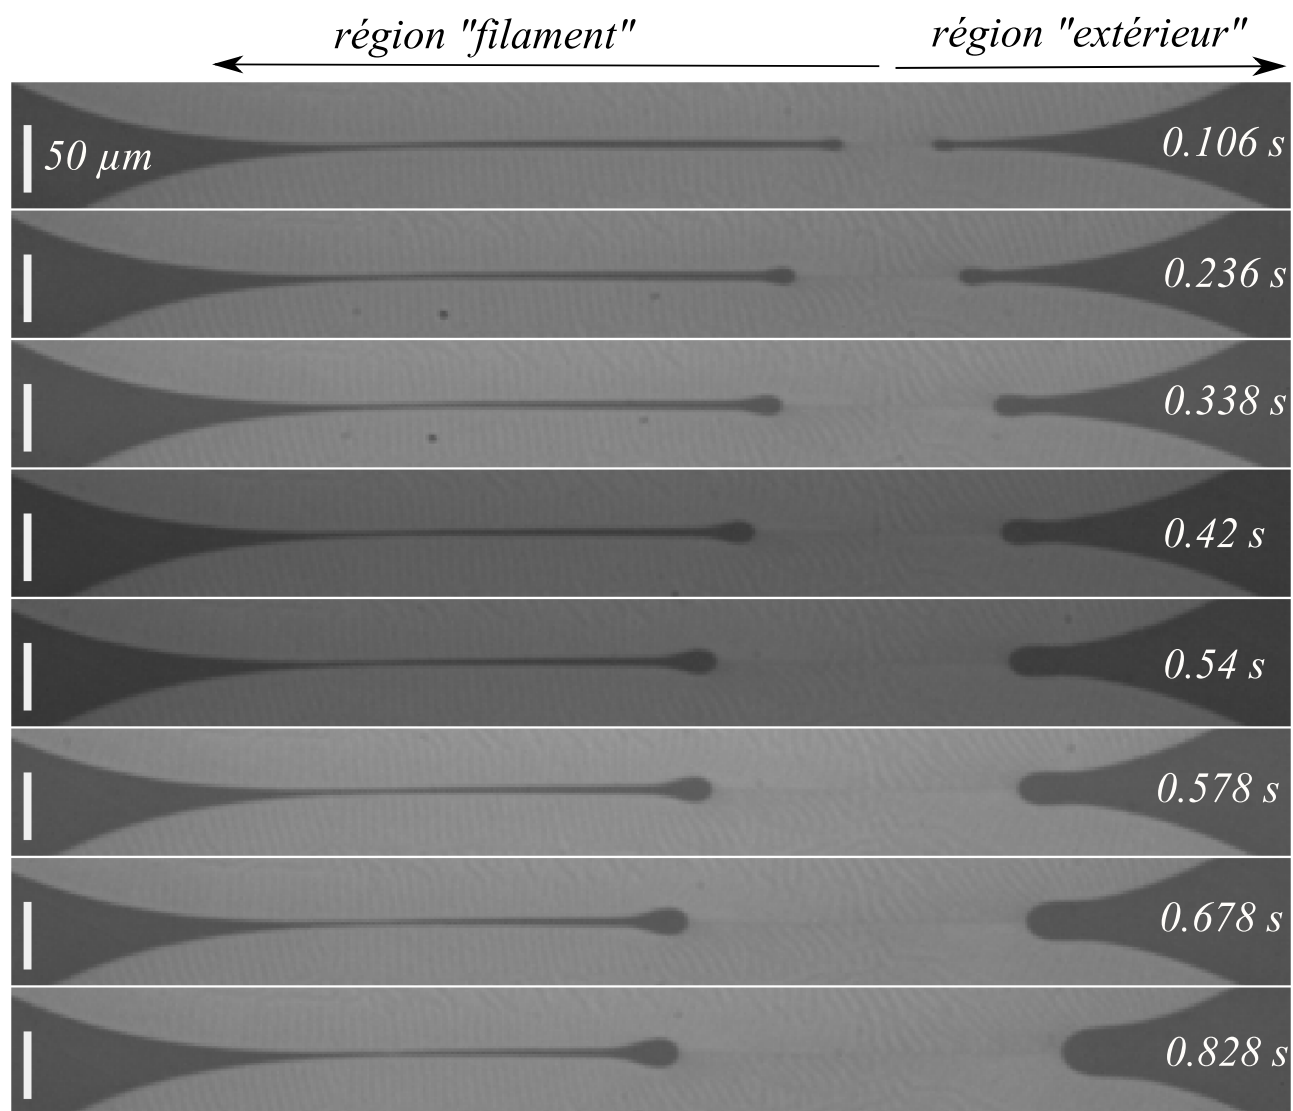 région "filament"
région "extérieur"
0.106 s
50 µm
0.236 s
0.338 s
0.42 s
0.54 s
0.578 s
0.678 s
0.828 s